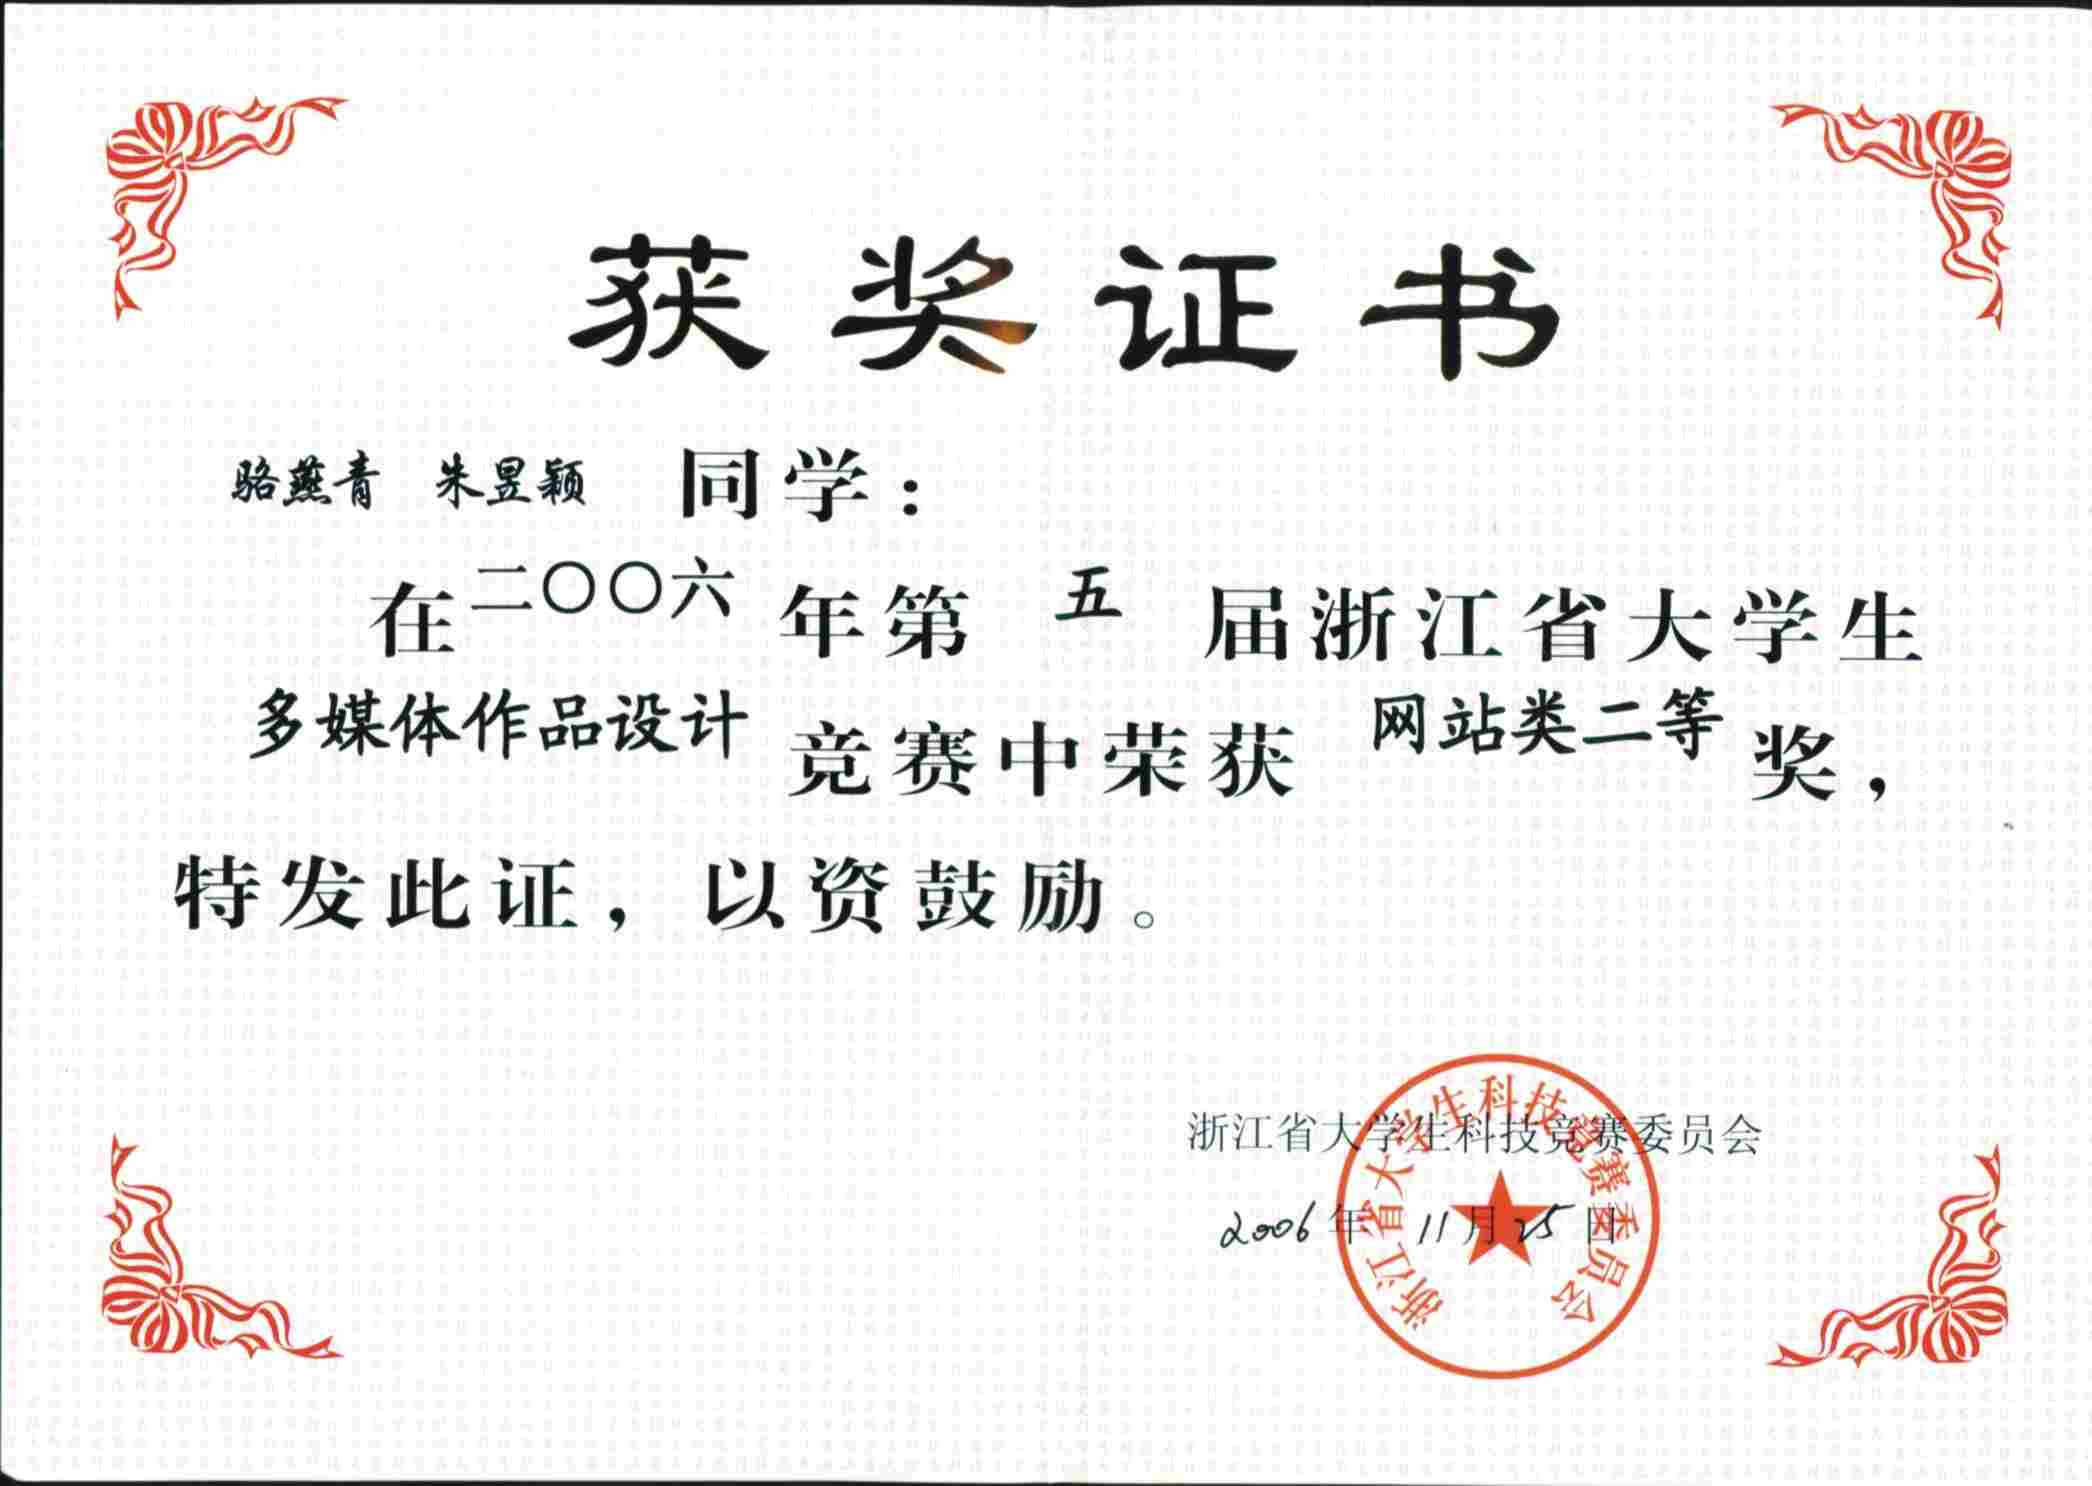 获奖证书
骆燕青 朱昱颖 同学：
在二〇〇六年第五届浙江省大学生
多媒体作品设计竞赛中荣获网站类二等奖，
特发此证，以资鼓励。
浙江省大学生科技竞赛委员会
2006年11月25日
浙江省大学生科技竞赛委员会